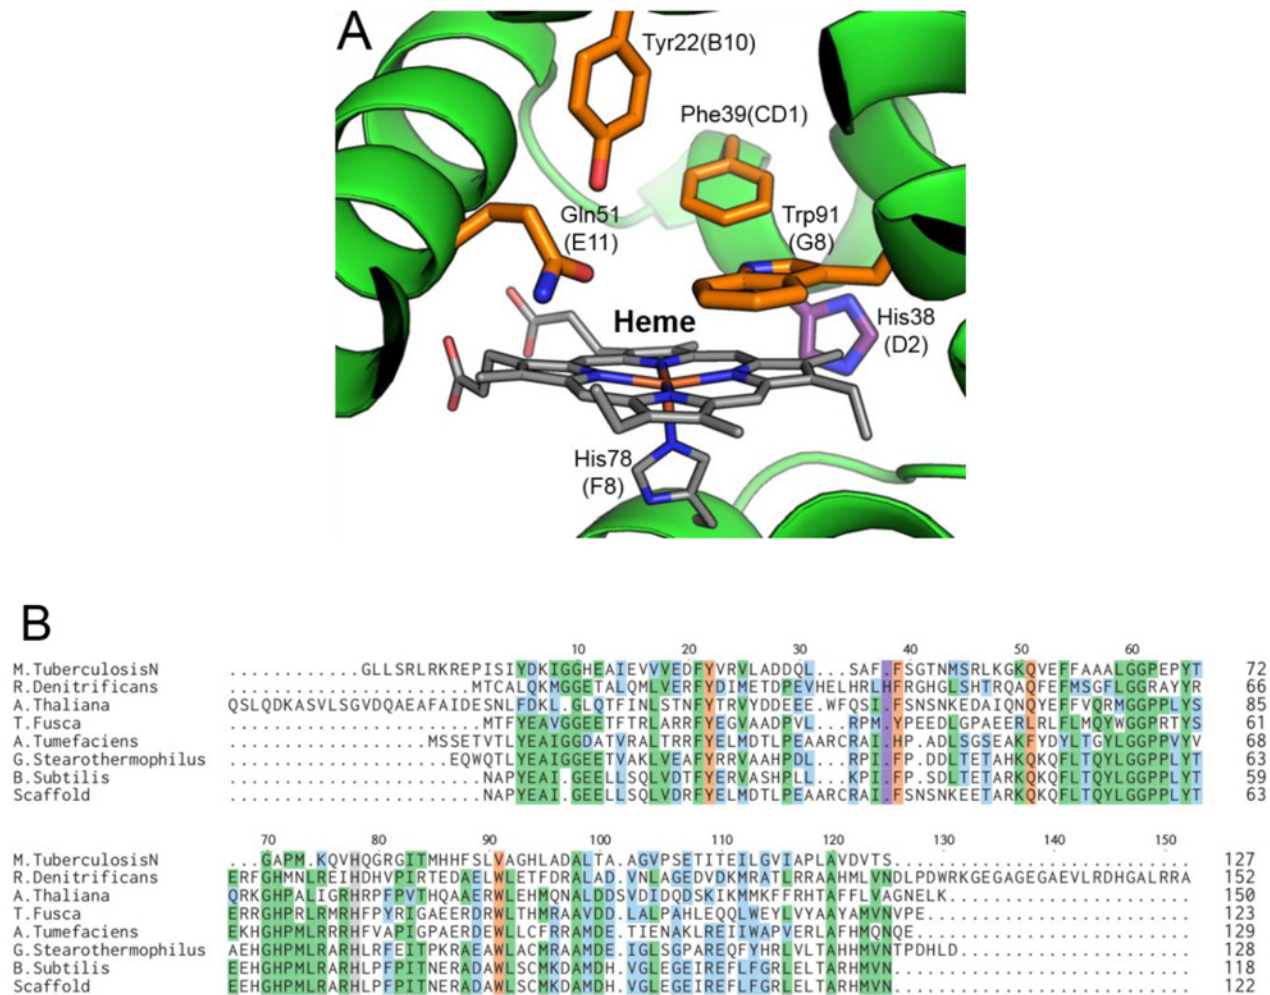 A
Tyr22(B10)
Phe39(CD1)
Gln51
(E11)
Trp91
(G8)
Heme
His38
(D2)
His78
(F8)
B
10 20 30 40 50 60
M.TuberculosisN ............GLLSRLRKREPISIYDKIGGHEAIEVVVEDFYVRVLADDQL...SAF.FSGTNMSRLKGKQVEFFAAALGGPEPYT 72
R.Denitrificans ......................MTCALQKMGGETALQMLVERFYDIMETDPEVHELHRLHFRGHGLSHTRQAQFEFMSGFLGGRAYYR 66
A.Thaliana QSLQDKASVLSGVDQAEAFAIDESNLFDKL.GLQTFINLSTNFYTRVYDDEEE.WFQSI.FSNSNKEDAIQNQYEFFVQRMGGPPLYS 85
T.Fusca .......................MTFYEAVGGEETFTRLARRFYEGVAADPVL...RPM.YPEEDLGPAEERLRLFLMQYWGGPRTYS 61
A.Tumefaciens ..................MSSETVTLYEAIGGDATVRALTRRFYELMDTLPEAARCRAI.HP.ADLSGSEAKFYDYLTGYLGGPPVYV 68
G.Stearothermophilus ....................EQWQTLYEAIGGEETVAKLVEAFYRRVAAHPDL...RPI.FP.DDLTETAHKQKQFLTQYLGGPPLYT 63
B.Subtilis .......................NAPYEAI.GEELLSQLVDTFYERVASHPLL...KPI.FP.SDLTETARKQKQFLTQYLGGPPLYT 59
Scaffold .......................NAPYEAI.GEELLSQLVDRFYELMDTLPEAARCRAI.FSNSNKEETARKQKQFLTQYLGGPPLYT 63
70 80 90 100 110 120 130 140 150
M.TuberculosisN ...GAPM.KQVHQGRGITMHHFSLVAGHLADALTA.AGVPSETITEILGVIAPLAVDVTS........................... 127
R.Denitrificans ERFGHMNLREIHEDHVPIRTEDAELWLETFDRALAD.VNLAGEDVDKMRATLRRAAHMLVNDLPDWRKGEGAGEGAEVLRDHGALRRA 152
A.Thaliana QRKGHPALIGRHRPFPVTHQAAERWLEHMQNALDDSVDIDQDSKIKMMKFFRHTAFFLVAGNELK...................... 150
T.Fusca ERRGHPRLRMRHFPYRIGAEERDRWLTHMRAAVDD.LALPAHLEQQLWEYLVYAAYAMVNVPE........................ 123
A.Tumefaciens EKHGHPMLRRRHFVAPIGPAERDEWLLCFRRAMDE.TIENAKLREIIWAPVERLAFHMQNQE......................... 129
G.Stearothermophilus AEHGHPMLRARHLRFEITPKRAEAWLACMRAAMDE.IGLSGPAREQFYHRLVLTAHHMVNTPDHLD..................... 128
B.Subtilis EEHGHPMLRARHLPFPITNERADAWLSCMKDAMDH.VGLEGEIREFLFGRLELTARHMVN........................... 118
Scaffold EEHGHPMLRARHLPFPITNERADAWLSCMKDAMDH.VGLEGEIREFLFGRLELTARHMVN........................... 122